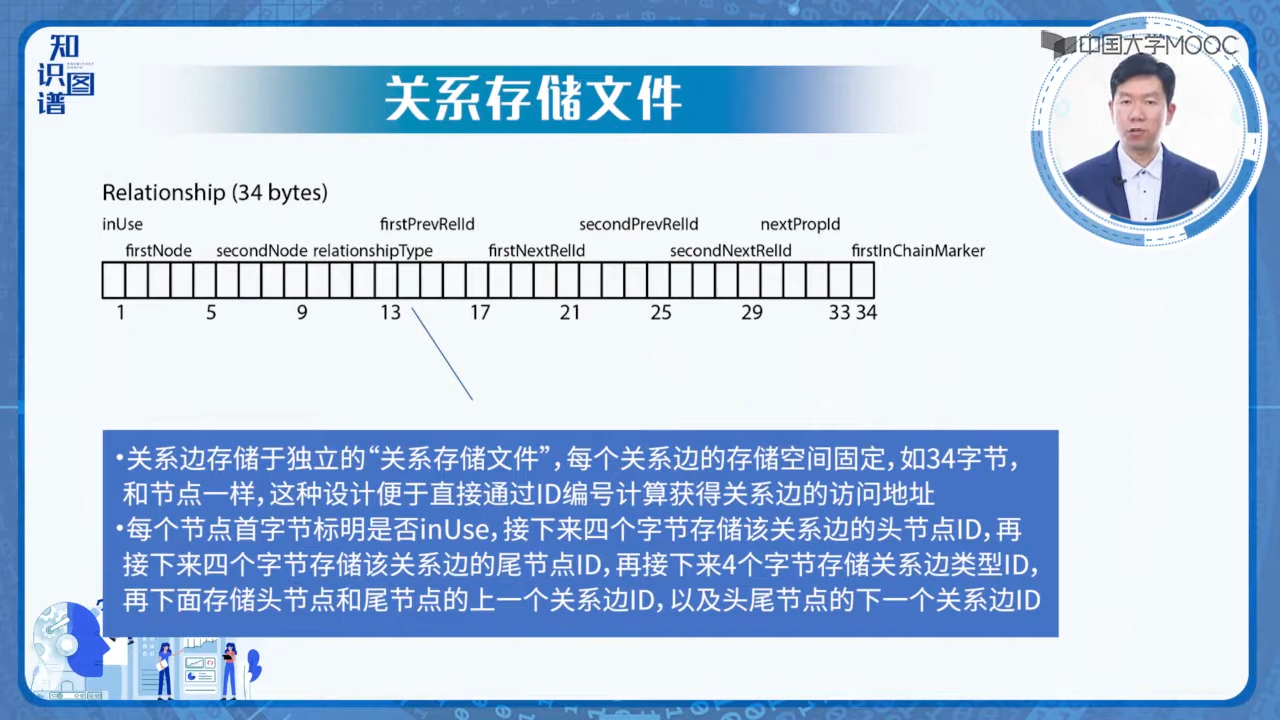 知识图谱
中国大学MOOC
关系存储文件
Relationship (34 bytes)
inUse firstPrevRelId secondPrevRelId nextPropId
firstNode secondNode relationshipType firstNextRelId secondNextRelId firstInChainMarker
1 5 9 13 17 21 25 29 33 34
•关系边存储于独立的“关系存储文件”，每个关系边的存储空间固定，如34字节，
和节点一样，这种设计便于直接通过ID编号计算获得关系边的访问地址
•每个节点首字节标明是否inUse，接下来四个字节存储该关系边的头节点ID，再
接下来四个字节存储该关系边的尾节点ID，再接下来4个字节存储关系边类型ID，
再下面存储头节点和尾节点的上一个关系边ID，以及头尾节点的下一个关系边ID